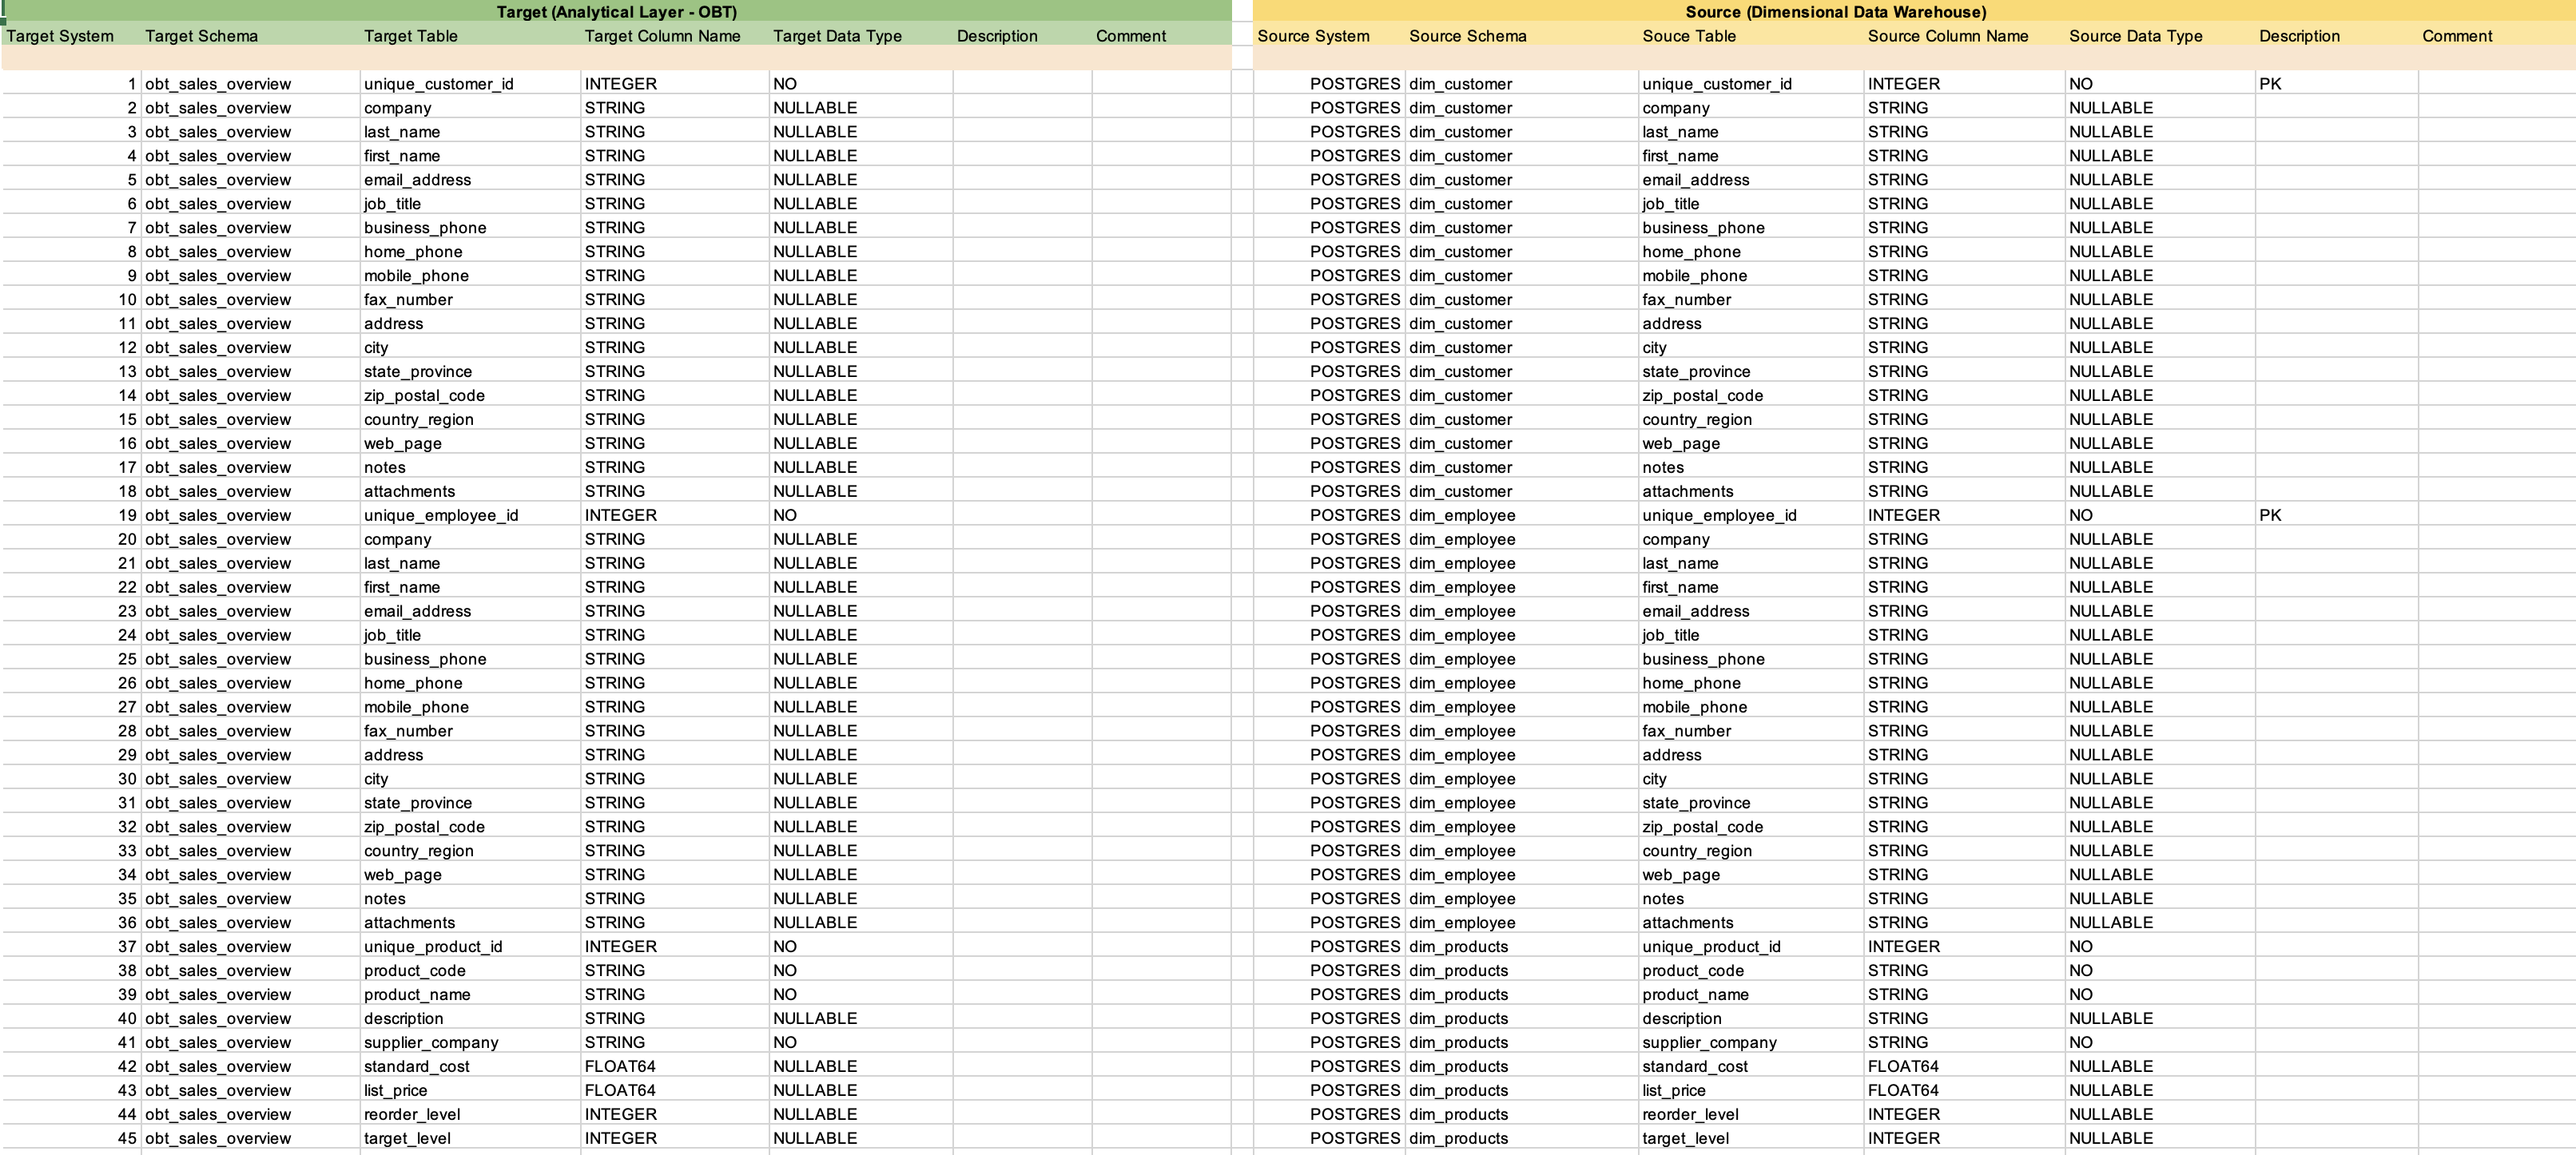 Target (Analytical Layer - OBT) Source (Dimensional Data Warehouse)
Target System Target Schema Target Table Target Column Name Target Data Type Description Comment Source System Source Schema Souce Table Source Column Name Source Data Type Description Comment
1 obt_sales_overview unique_customer_id INTEGER NO POSTGRES dim_customer unique_customer_id INTEGER NO PK
2 obt_sales_overview company STRING NULLABLE POSTGRES dim_customer company STRING NULLABLE
3 obt_sales_overview last_name STRING NULLABLE POSTGRES dim_customer last_name STRING NULLABLE
4 obt_sales_overview first_name STRING NULLABLE POSTGRES dim_customer first_name STRING NULLABLE
5 obt_sales_overview email_address STRING NULLABLE POSTGRES dim_customer email_address STRING NULLABLE
6 obt_sales_overview job_title STRING NULLABLE POSTGRES dim_customer job_title STRING NULLABLE
7 obt_sales_overview business_phone STRING NULLABLE POSTGRES dim_customer business_phone STRING NULLABLE
8 obt_sales_overview home_phone STRING NULLABLE POSTGRES dim_customer home_phone STRING NULLABLE
9 obt_sales_overview mobile_phone STRING NULLABLE POSTGRES dim_customer mobile_phone STRING NULLABLE
10 obt_sales_overview fax_number STRING NULLABLE POSTGRES dim_customer fax_number STRING NULLABLE
11 obt_sales_overview address STRING NULLABLE POSTGRES dim_customer address STRING NULLABLE
12 obt_sales_overview city STRING NULLABLE POSTGRES dim_customer city STRING NULLABLE
13 obt_sales_overview state_province STRING NULLABLE POSTGRES dim_customer state_province STRING NULLABLE
14 obt_sales_overview zip_postal_code STRING NULLABLE POSTGRES dim_customer zip_postal_code STRING NULLABLE
15 obt_sales_overview country_region STRING NULLABLE POSTGRES dim_customer country_region STRING NULLABLE
16 obt_sales_overview web_page STRING NULLABLE POSTGRES dim_customer web_page STRING NULLABLE
17 obt_sales_overview notes STRING NULLABLE POSTGRES dim_customer notes STRING NULLABLE
18 obt_sales_overview attachments STRING NULLABLE POSTGRES dim_customer attachments STRING NULLABLE
19 obt_sales_overview unique_employee_id INTEGER NO POSTGRES dim_employee unique_employee_id INTEGER NO PK
20 obt_sales_overview company STRING NULLABLE POSTGRES dim_employee company STRING NULLABLE
21 obt_sales_overview last_name STRING NULLABLE POSTGRES dim_employee last_name STRING NULLABLE
22 obt_sales_overview first_name STRING NULLABLE POSTGRES dim_employee first_name STRING NULLABLE
23 obt_sales_overview email_address STRING NULLABLE POSTGRES dim_employee email_address STRING NULLABLE
24 obt_sales_overview job_title STRING NULLABLE POSTGRES dim_employee job_title STRING NULLABLE
25 obt_sales_overview business_phone STRING NULLABLE POSTGRES dim_employee business_phone STRING NULLABLE
26 obt_sales_overview home_phone STRING NULLABLE POSTGRES dim_employee home_phone STRING NULLABLE
27 obt_sales_overview mobile_phone STRING NULLABLE POSTGRES dim_employee mobile_phone STRING NULLABLE
28 obt_sales_overview fax_number STRING NULLABLE POSTGRES dim_employee fax_number STRING NULLABLE
29 obt_sales_overview address STRING NULLABLE POSTGRES dim_employee address STRING NULLABLE
30 obt_sales_overview city STRING NULLABLE POSTGRES dim_employee city STRING NULLABLE
31 obt_sales_overview state_province STRING NULLABLE POSTGRES dim_employee state_province STRING NULLABLE
32 obt_sales_overview zip_postal_code STRING NULLABLE POSTGRES dim_employee zip_postal_code STRING NULLABLE
33 obt_sales_overview country_region STRING NULLABLE POSTGRES dim_employee country_region STRING NULLABLE
34 obt_sales_overview web_page STRING NULLABLE POSTGRES dim_employee web_page STRING NULLABLE
35 obt_sales_overview notes STRING NULLABLE POSTGRES dim_employee notes STRING NULLABLE
36 obt_sales_overview attachments STRING NULLABLE POSTGRES dim_employee attachments STRING NULLABLE
37 obt_sales_overview unique_product_id INTEGER NO POSTGRES dim_products unique_product_id INTEGER NO
38 obt_sales_overview product_code STRING NO POSTGRES dim_products product_code STRING NO
39 obt_sales_overview product_name STRING NO POSTGRES dim_products product_name STRING NO
40 obt_sales_overview description STRING NULLABLE POSTGRES dim_products description STRING NULLABLE
41 obt_sales_overview supplier_company STRING NO POSTGRES dim_products supplier_company STRING NO
42 obt_sales_overview standard_cost FLOAT64 NULLABLE POSTGRES dim_products standard_cost FLOAT64 NULLABLE
43 obt_sales_overview list_price FLOAT64 NULLABLE POSTGRES dim_products list_price FLOAT64 NULLABLE
44 obt_sales_overview reorder_level INTEGER NULLABLE POSTGRES dim_products reorder_level INTEGER NULLABLE
45 obt_sales_overview target_level INTEGER NULLABLE POSTGRES dim_products target_level INTEGER NULLABLE